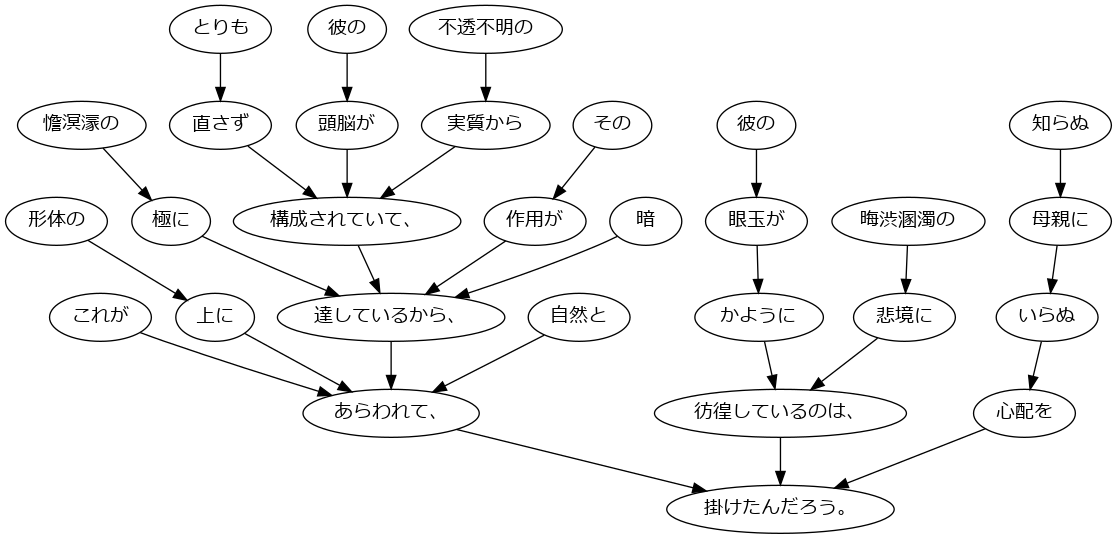 とりも
彼の
不透不明の
憺溟濛の
直さず
頭脳が
実質から
その
彼の
知らぬ
形体の
極に
構成されていて、
作用が
暗
眼玉が
晦渋溷濁の
母親に
これが
上に
達しているから、
自然と
かように
悲境に
いらぬ
あらわれて、
彷徨しているのは、
心配を
掛けたんだろう。